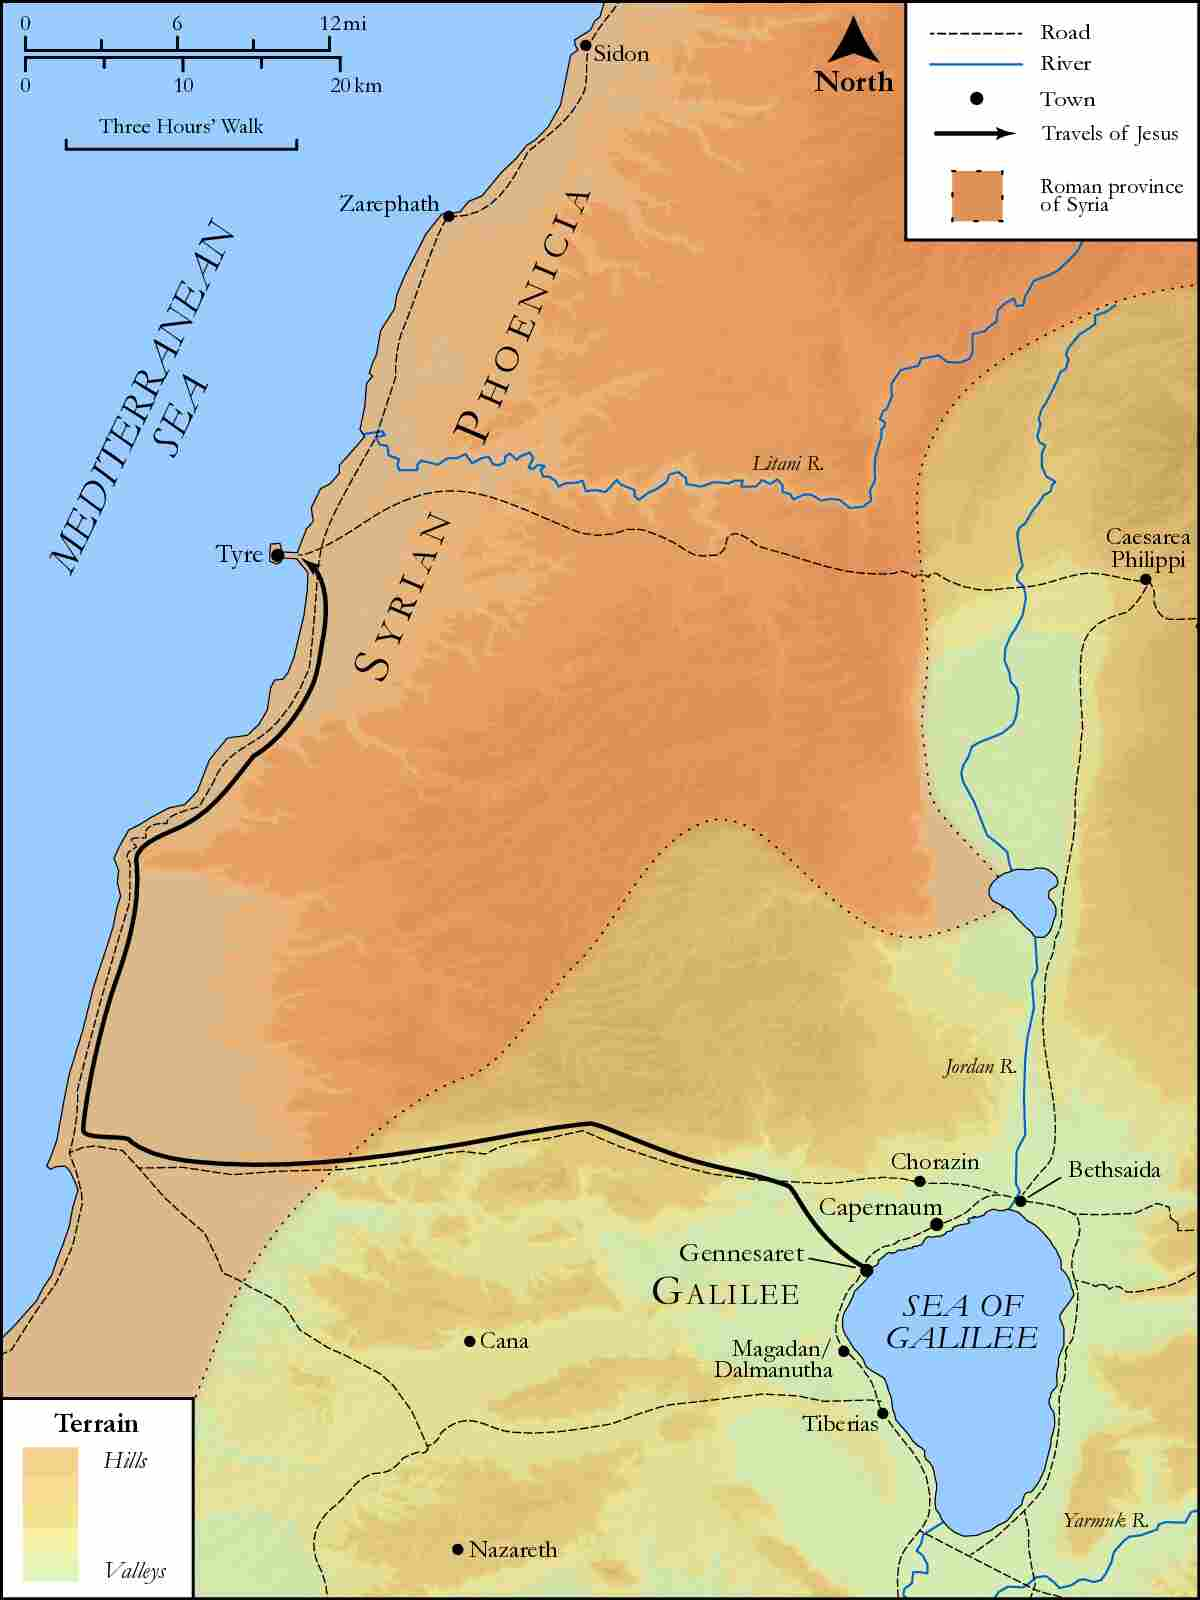 0 6 12 mi
0 10 20 km
Three Hours' Walk
North
Road
River
Town
Travels of Jesus
Roman province
of Syria
Sidon
Zarephath
MEDITERRANEAN
SEA
SYRIAN PHOENICIA
Litani R.
Tyre
Caesarea
Philippi
Jordan R.
Chorazin
Bethsaida
Capernaum
Gennesaret
GALILEE
SEA OF
GALILEE
Cana
Magadan/
Dalmanutha
Tiberias
Nazareth
Yarmuk R.
Terrain
Hills
Valleys